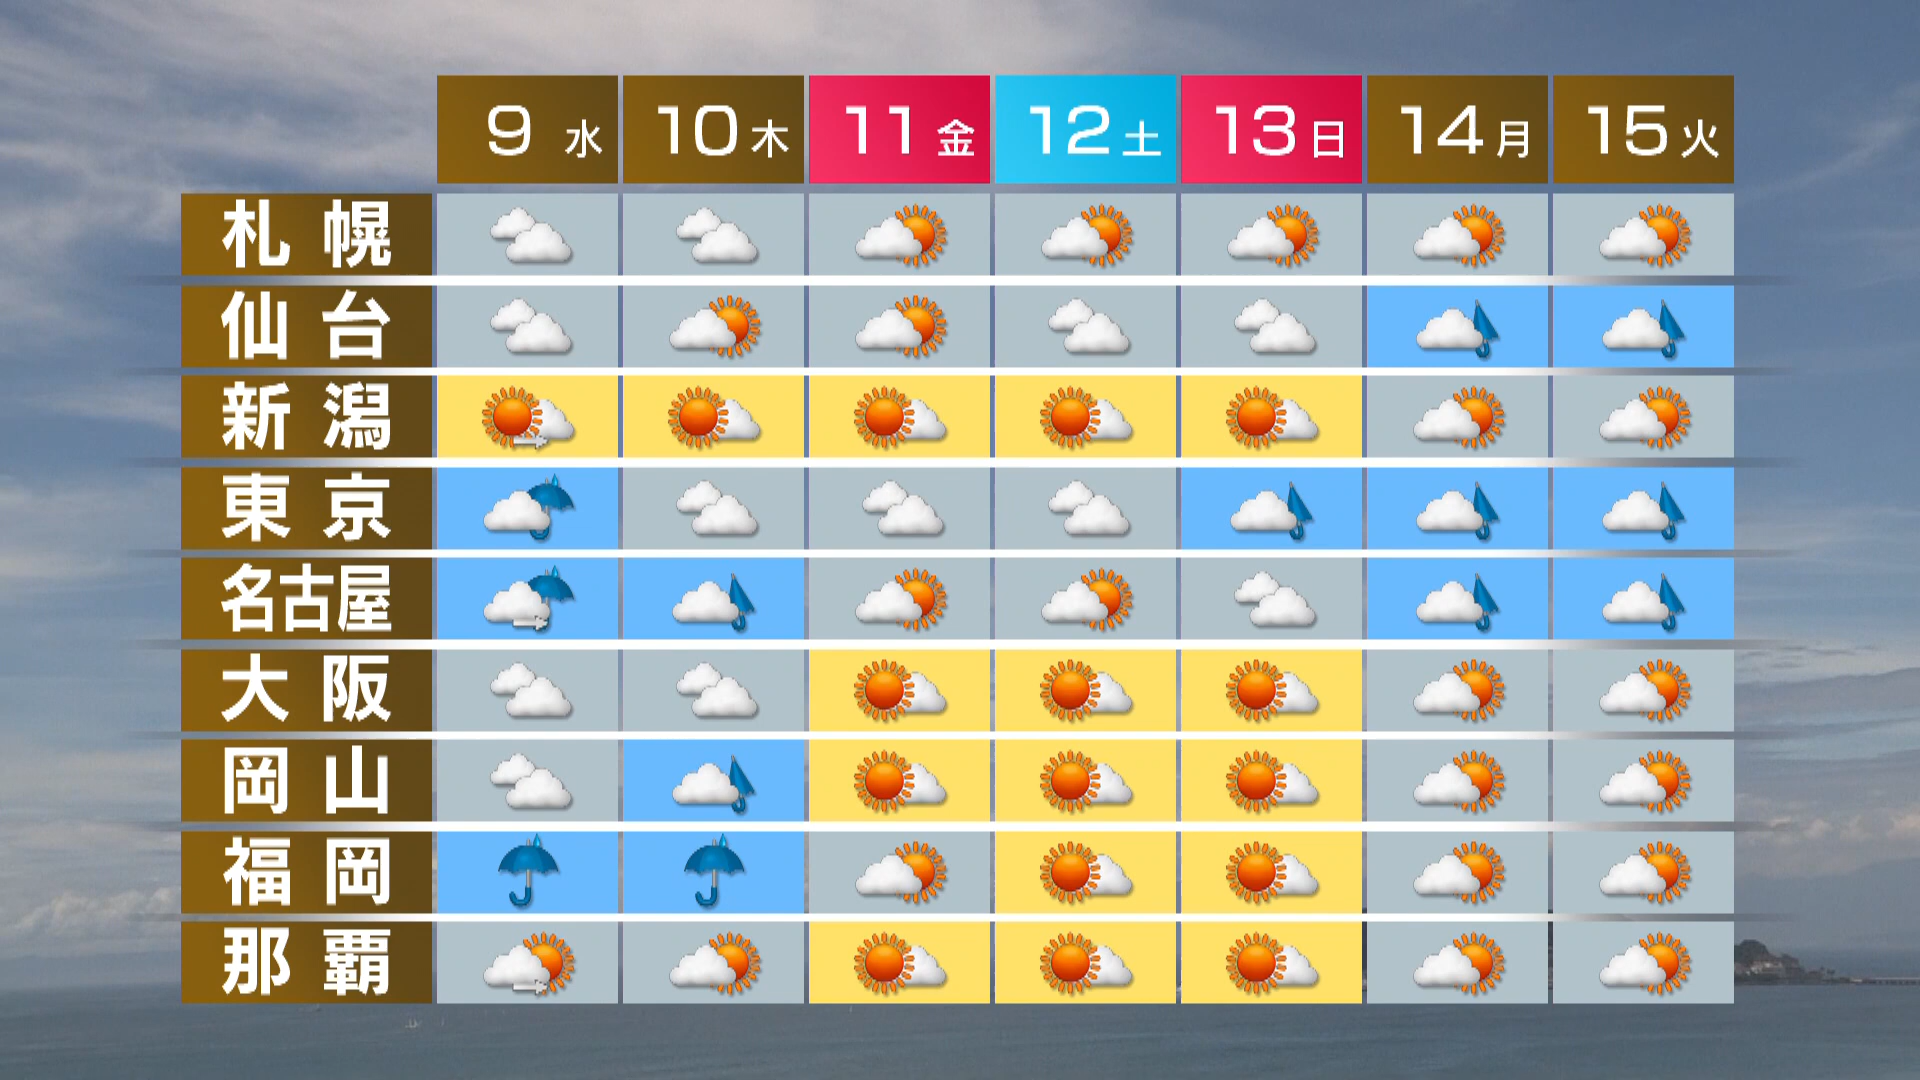 9 水 10 木 11 金 12 土 13 日 14 月 15 火
札幌
仙台
新潟
東京
名古屋
大阪
岡山
福岡
那覇